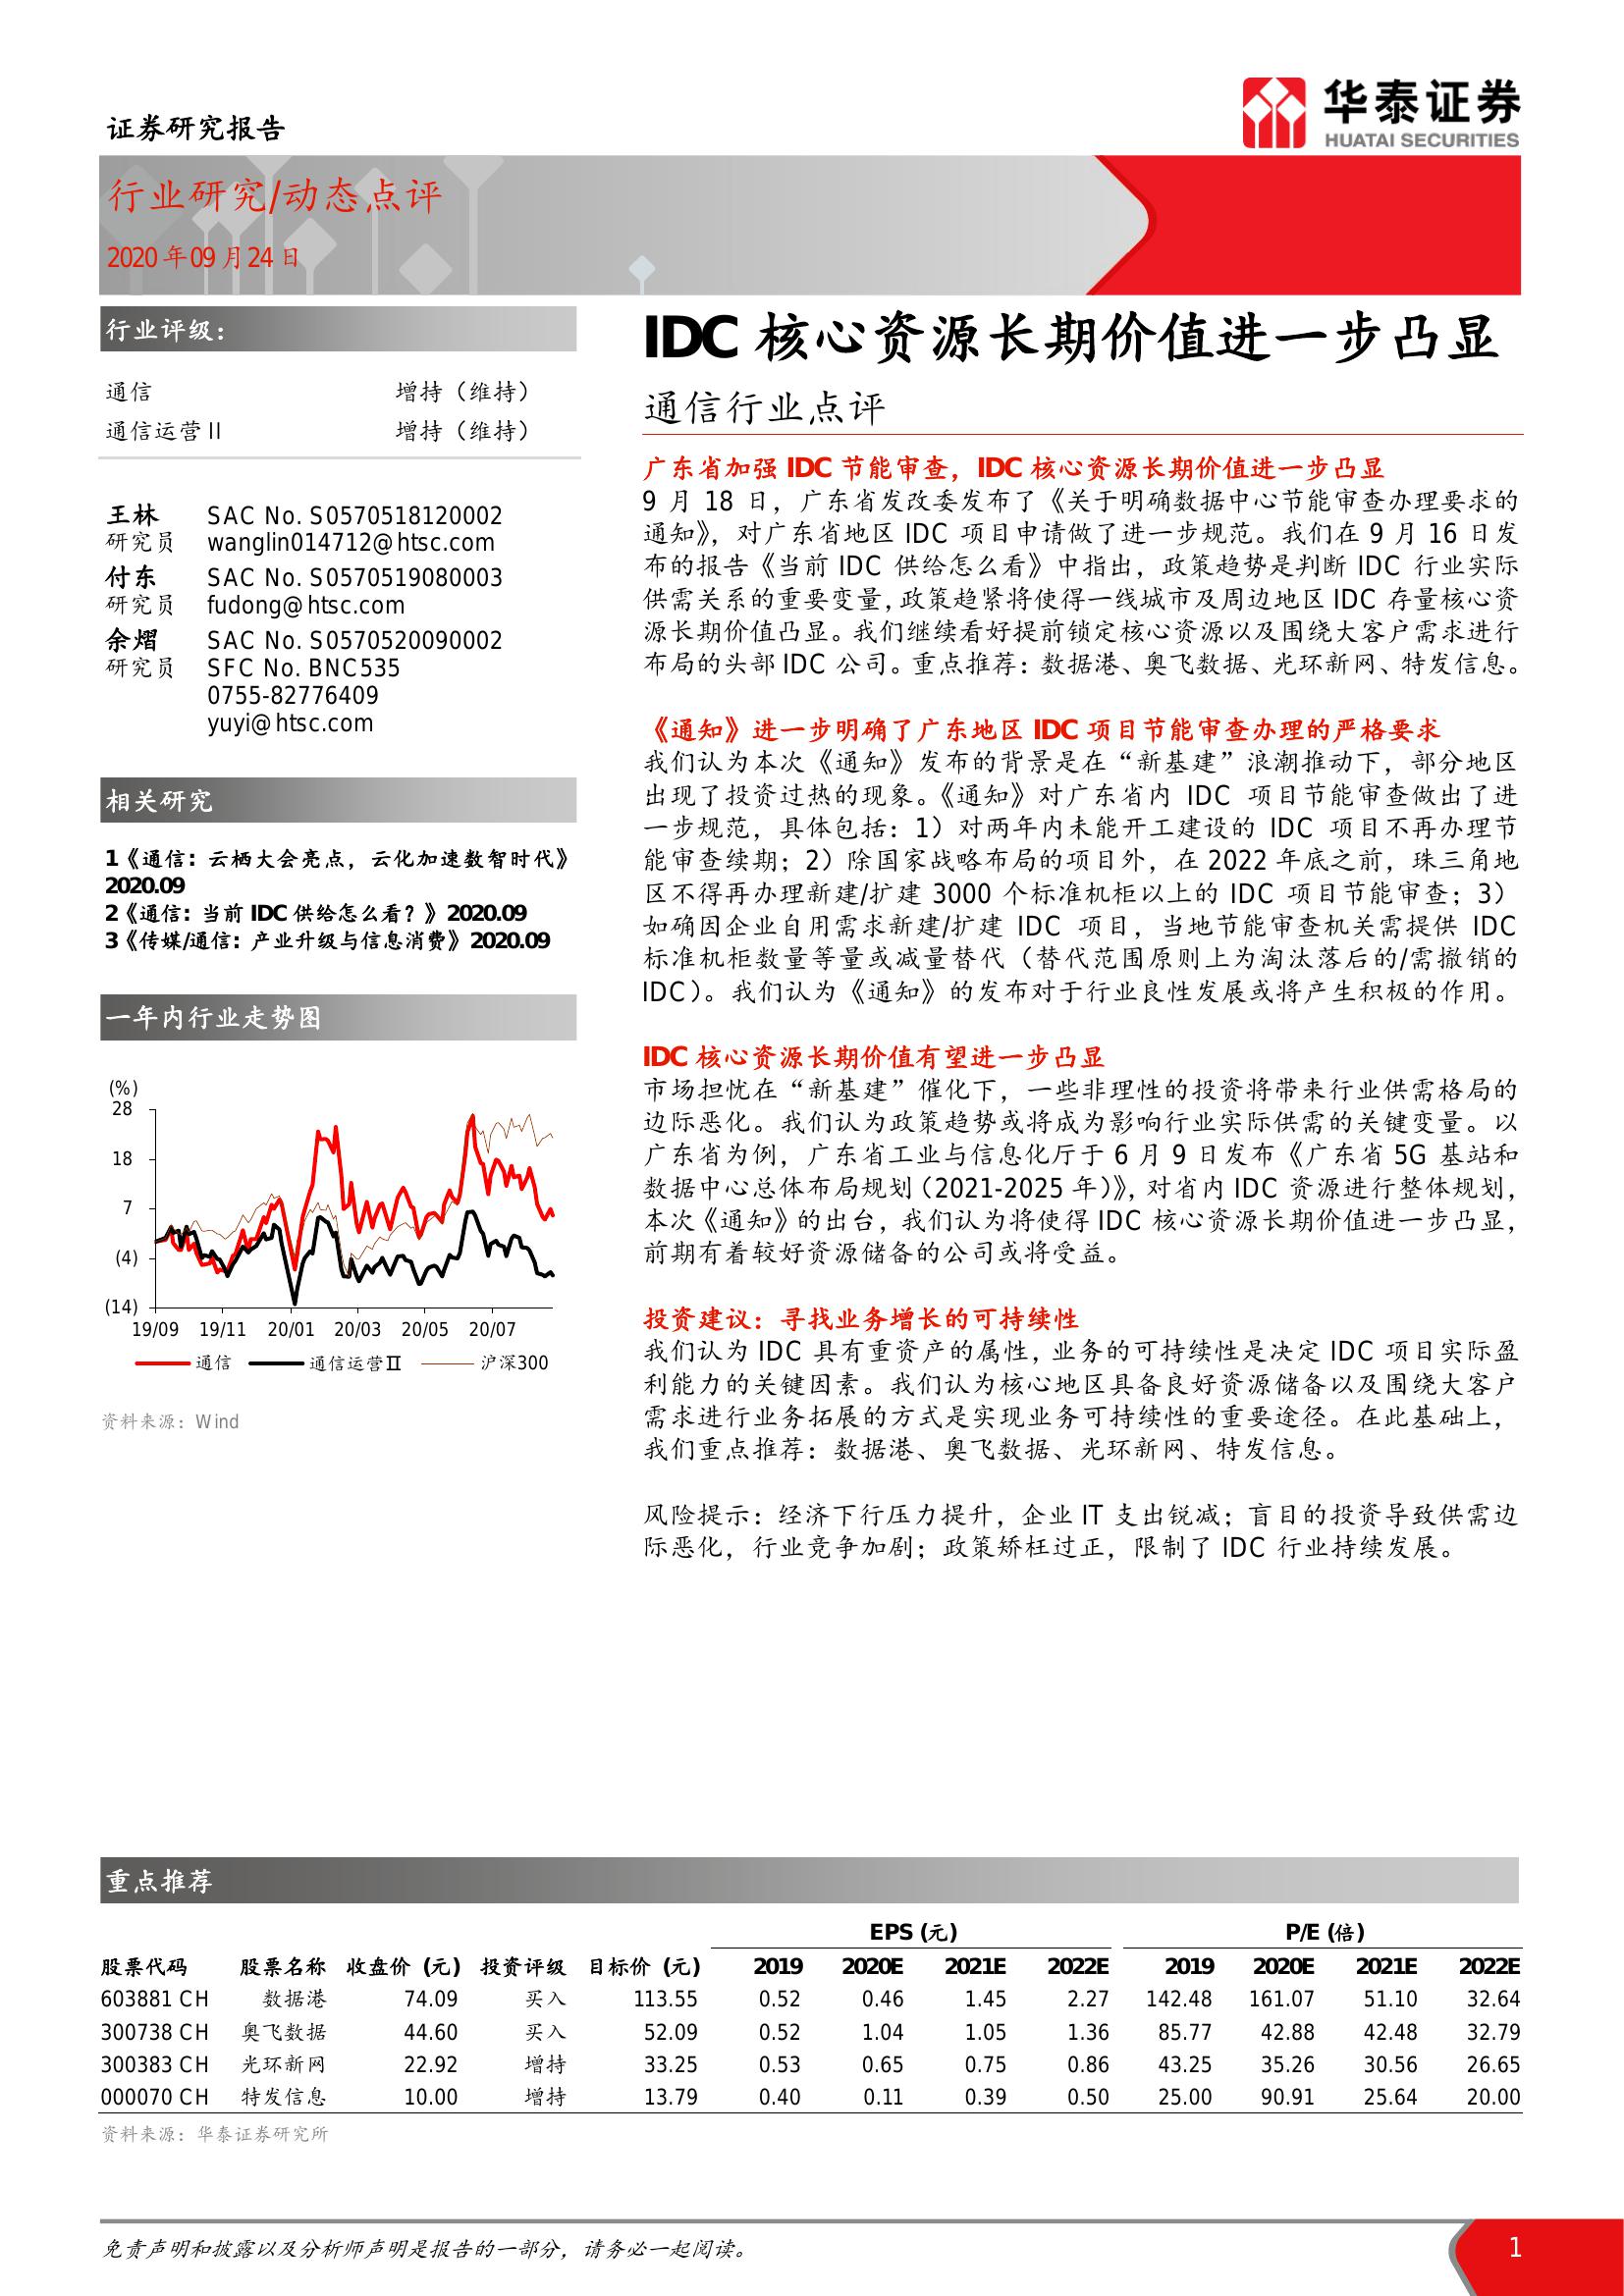 证券研究报告
华泰证券
HUATAI SECURITIES
行业研究/动态点评
2020年09月24日
行业评级：
通信 增持（维持）
通信运营II 增持（维持）
王林 SAC No. S0570518120002
研究员 wanglin014712@htsc.com
付东 SAC No. S0570519080003
研究员 fudong@htsc.com
余熠 SAC No. S0570520090002
研究员 SFC No. BNC535
0755-82776409
yuyi@htsc.com
相关研究
1《通信：云栖大会亮点，云化加速数智时代》
2020.09
2《通信：当前 IDC 供给怎么看？》2020.09
3《传媒/通信：产业升级与信息消费》2020.09
一年内行业走势图
(%)
28
18
7
(4)
(14)
19/09 19/11 20/01 20/03 20/05 20/07
通信 通信运营Ⅱ 沪深300
资料来源：Wind
IDC 核心资源长期价值进一步凸显
通信行业点评
广东省加强 IDC 节能审查，IDC 核心资源长期价值进一步凸显
9 月 18 日，广东省发改委发布了《关于明确数据中心节能审查办理要求的
通知》，对广东省地区 IDC 项目申请做了进一步规范。我们在 9 月 16 日发
布的报告《当前 IDC 供给怎么看》中指出，政策趋势是判断 IDC 行业实际
供需关系的重要变量，政策趋紧将使得一线城市及周边地区 IDC 存量核心资
源长期价值凸显。我们继续看好提前锁定核心资源以及围绕大客户需求进行
布局的头部 IDC 公司。重点推荐：数据港、奥飞数据、光环新网、特发信息。
《通知》进一步明确了广东地区 IDC 项目节能审查办理的严格要求
我们认为本次《通知》发布的背景是在“新基建”浪潮推动下，部分地区
出现了投资过热的现象。《通知》对广东省内 IDC 项目节能审查做出了进
一步规范，具体包括：1）对两年内未能开工建设的 IDC 项目不再办理节
能审查续期；2）除国家战略布局的项目外，在 2022 年底之前，珠三角地
区不得再办理新建/扩建 3000 个标准机柜以上的 IDC 项目节能审查；3）
如确因企业自用需求新建/扩建 IDC 项目，当地节能审查机关需提供 IDC
标准机柜数量等量或减量替代（替代范围原则上为淘汰落后的/需撤销的
IDC）。我们认为《通知》的发布对于行业良性发展或将产生积极的作用。
IDC 核心资源长期价值有望进一步凸显
市场担忧在“新基建”催化下，一些非理性的投资将带来行业供需格局的
边际恶化。我们认为政策趋势或将成为影响行业实际供需的关键变量。以
广东省为例，广东省工业与信息化厅于 6 月 9 日发布《广东省 5G 基站和
数据中心总体布局规划（2021-2025 年）》，对省内 IDC 资源进行整体规划，
本次《通知》的出台，我们认为将使得 IDC 核心资源长期价值进一步凸显，
前期有着较好资源储备的公司或将受益。
投资建议：寻找业务增长的可持续性
我们认为 IDC 具有重资产的属性，业务的可持续性是决定 IDC 项目实际盈
利能力的关键因素。我们认为核心地区具备良好资源储备以及围绕大客户
需求进行业务拓展的方式是实现业务可持续性的重要途径。在此基础上，
我们重点推荐：数据港、奥飞数据、光环新网、特发信息。
风险提示：经济下行压力提升，企业 IT 支出锐减；盲目的投资导致供需边
际恶化，行业竞争加剧；政策矫枉过正，限制了 IDC 行业持续发展。
重点推荐
EPS (元) P/E (倍)
股票代码 股票名称 收盘价 (元) 投资评级 目标价 (元) 2019 2020E 2021E 2022E 2019 2020E 2021E 2022E
603881 CH 数据港 74.09 买入 113.55 0.52 0.46 1.45 2.27 142.48 161.07 51.10 32.64
300738 CH 奥飞数据 44.60 买入 52.09 0.52 1.04 1.05 1.36 85.77 42.88 42.48 32.79
300383 CH 光环新网 22.92 增持 33.25 0.53 0.65 0.75 0.86 43.25 35.26 30.56 26.65
000070 CH 特发信息 10.00 增持 13.79 0.40 0.11 0.39 0.50 25.00 90.91 25.64 20.00
资料来源：华泰证券研究所
免责声明和披露以及分析师声明是报告的一部分，请务必一起阅读。 1